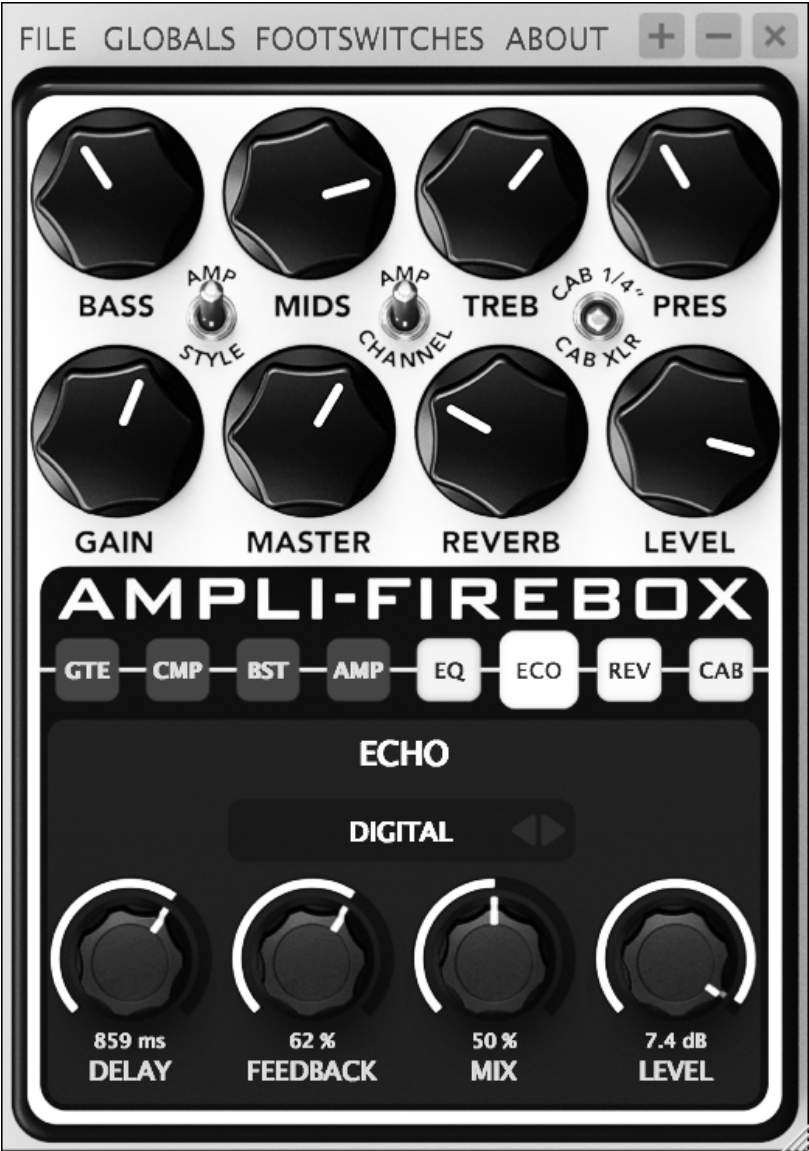 FILE GLOBALS FOOTSWITCHES ABOUT
AMP AMP CAB 1/4"
BASS MIDS TREB PRES
STYLE CHANNEL CAB XLR
GAIN MASTER REVERB LEVEL
AMPLI-FIREBOX
GTE CMP BST AMP EQ ECO REV CAB
ECHO
DIGITAL
859 ms 62 % 50 % 7.4 dB
DELAY FEEDBACK MIX LEVEL